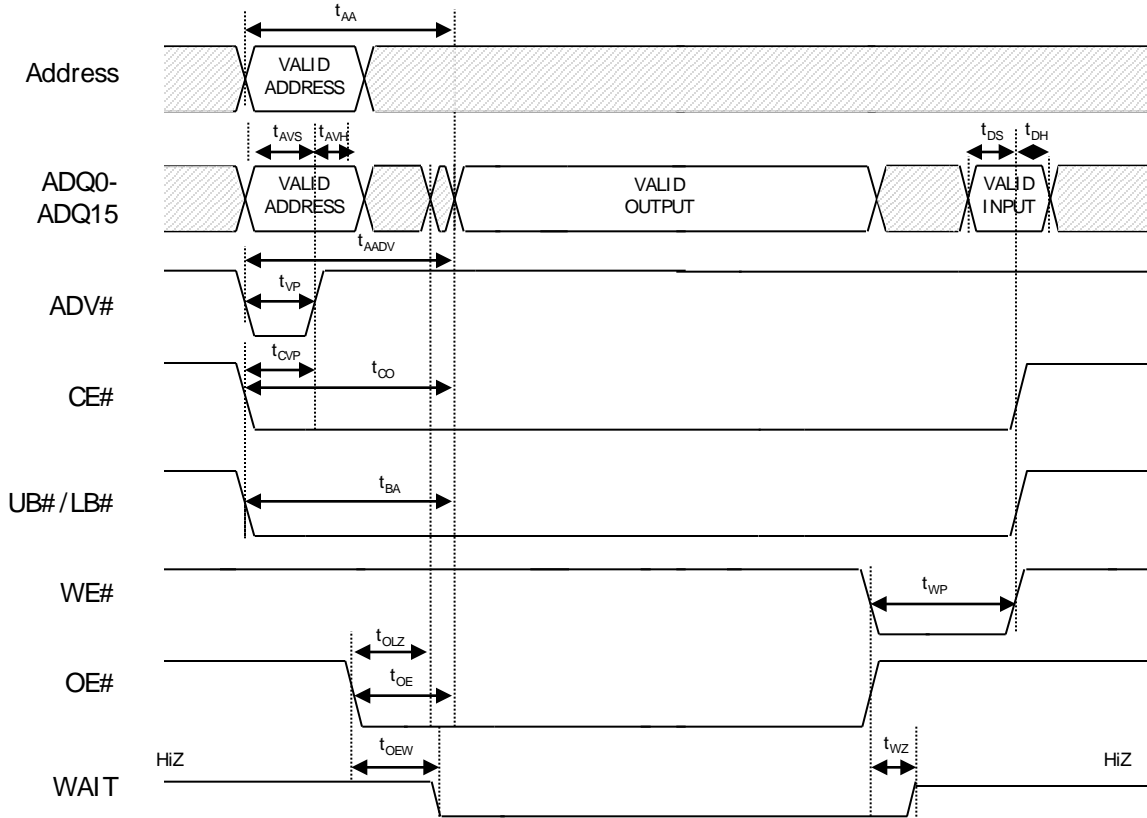 tAA
Address
VALID
ADDRESS
tAVS
tAVH
tDS
tDH
ADQ0-
ADQ15
VALID
ADDRESS
VALID
OUTPUT
VALID
INPUT
tAADV
ADV#
tVP
tCVP
tCO
CE#
UB# / LB#
tBA
WE#
tWP
tOLZ
OE#
tOE
HiZ
tOEW
tWZ
HiZ
WAIT